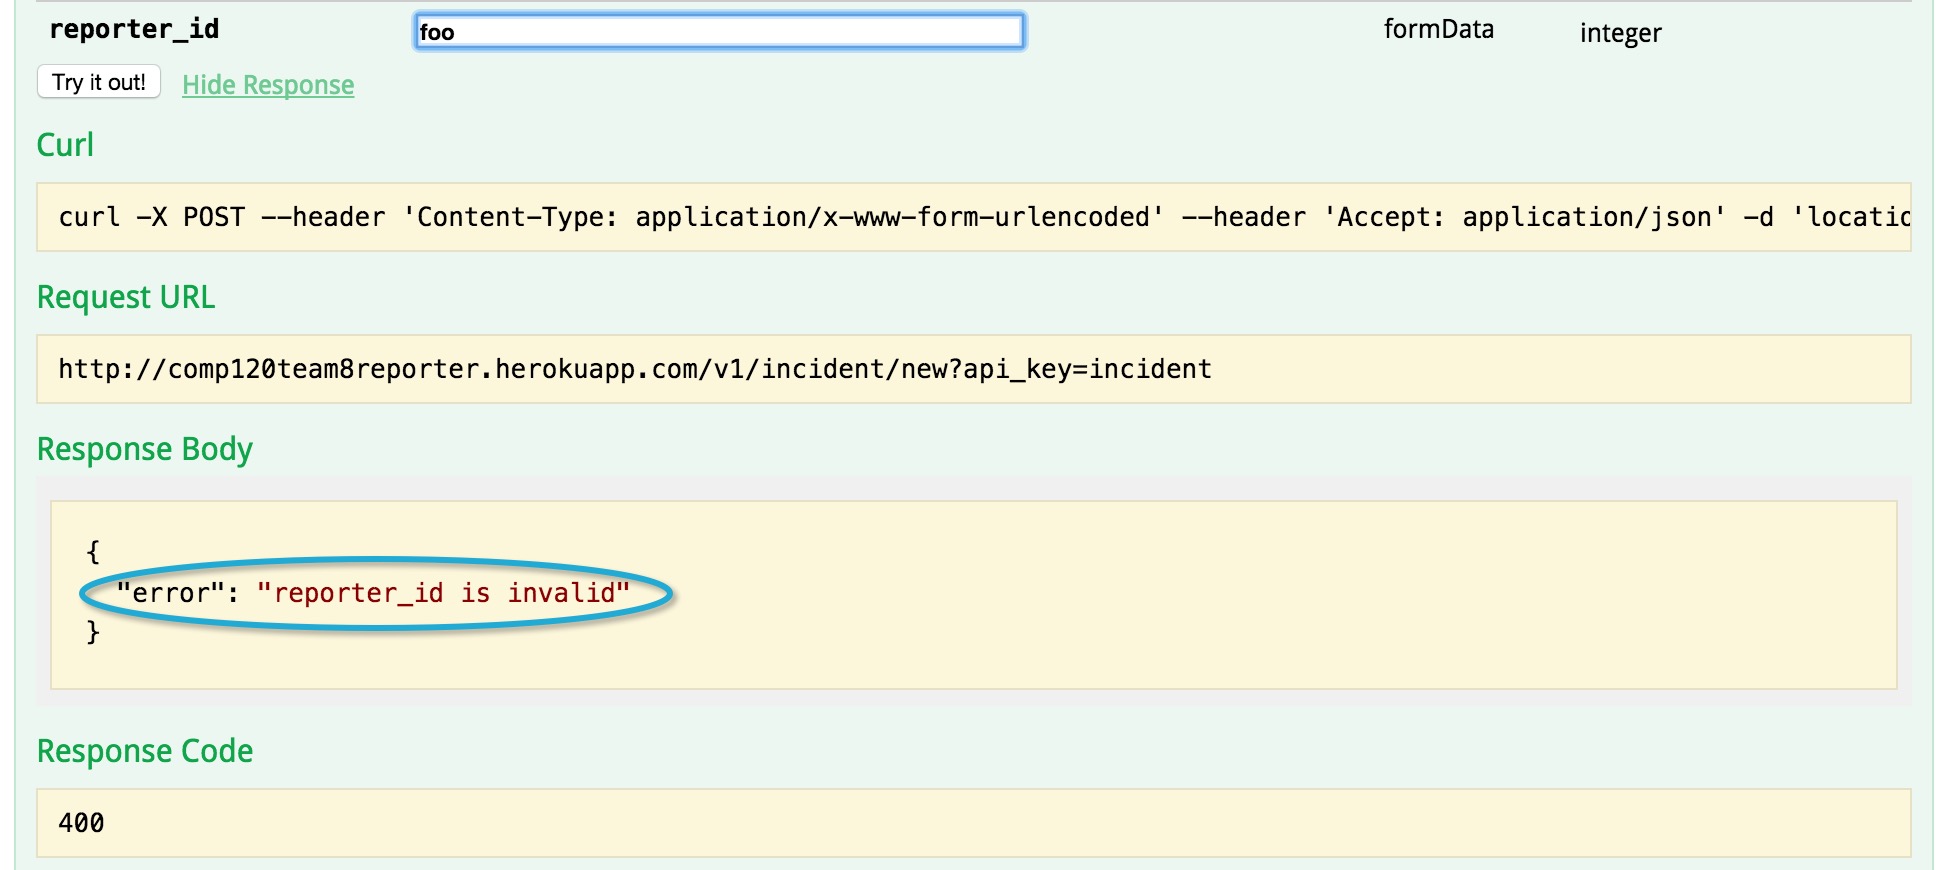 reporter_id foo formData integer
Try it out! Hide Response
Curl
curl -X POST --header 'Content-Type: application/x-www-form-urlencoded' --header 'Accept: application/json' -d 'locatio
Request URL
http://comp120team8reporter.herokuapp.com/v1/incident/new?api_key=incident
Response Body
{
"error": "reporter_id is invalid"
}
Response Code
400